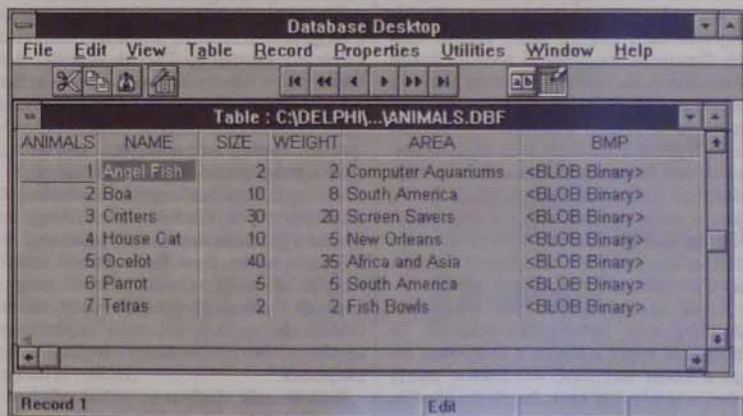 Database Desktop
File Edit View Table Record Properties Utilities Window Help
ab
Table : C:\DELPHI\...\ANIMALS.DBF
ANIMALS NAME SIZE WEIGHT AREA BMP
1 Angel Fish 2 2 Computer Aquariums <BLOB Binary>
2 Boa 10 8 South America <BLOB Binary>
3 Critters 30 20 Screen Savers <BLOB Binary>
4 House Cat 10 5 New Orleans <BLOB Binary>
5 Ocelot 40 35 Africa and Asia <BLOB Binary>
6 Parrot 5 5 South America <BLOB Binary>
7 Tetras 2 2 Fish Bowls <BLOB Binary>
Record 1 Edit